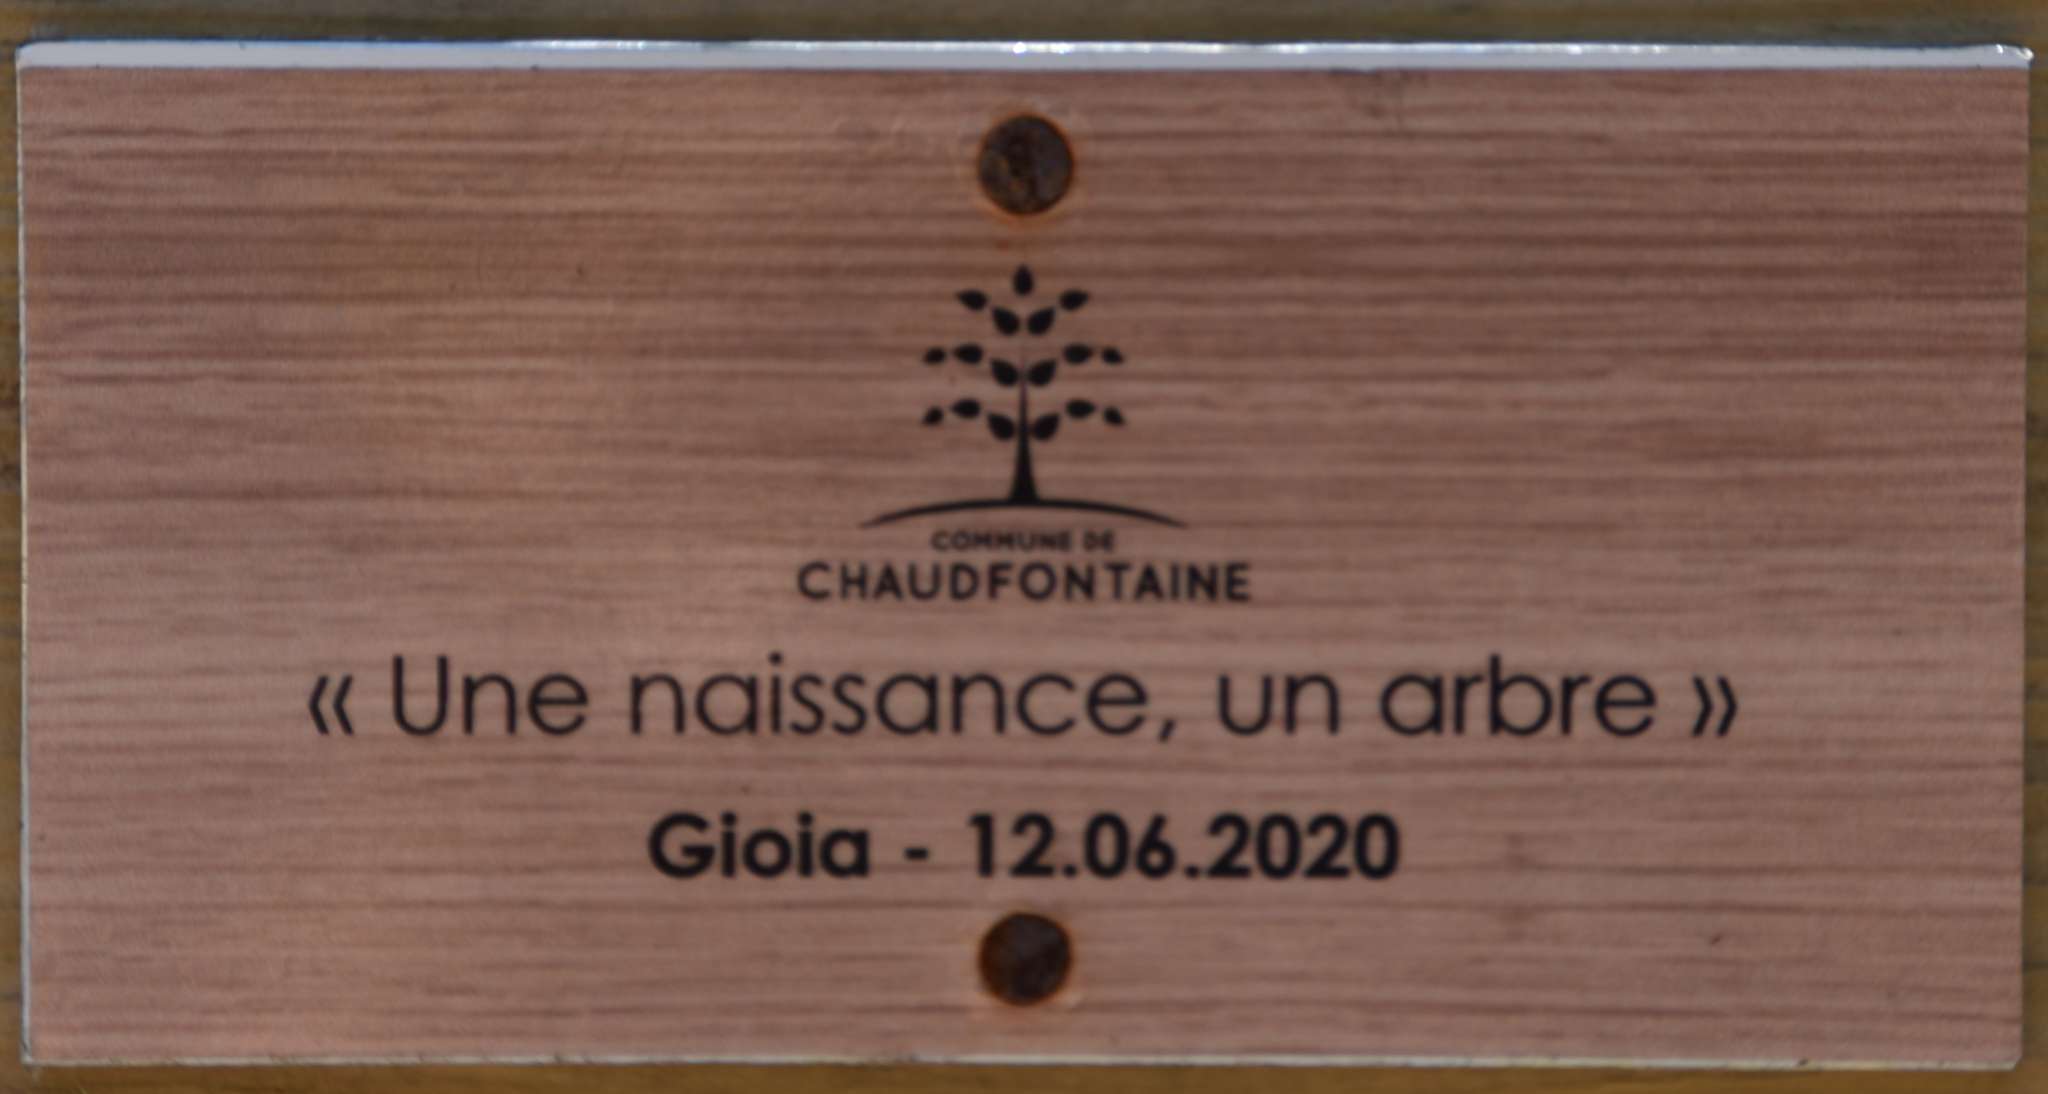 COMMUNE DE
CHAUDFONTAINE
« Une naissance, un arbre »
Gioia - 12.06.2020